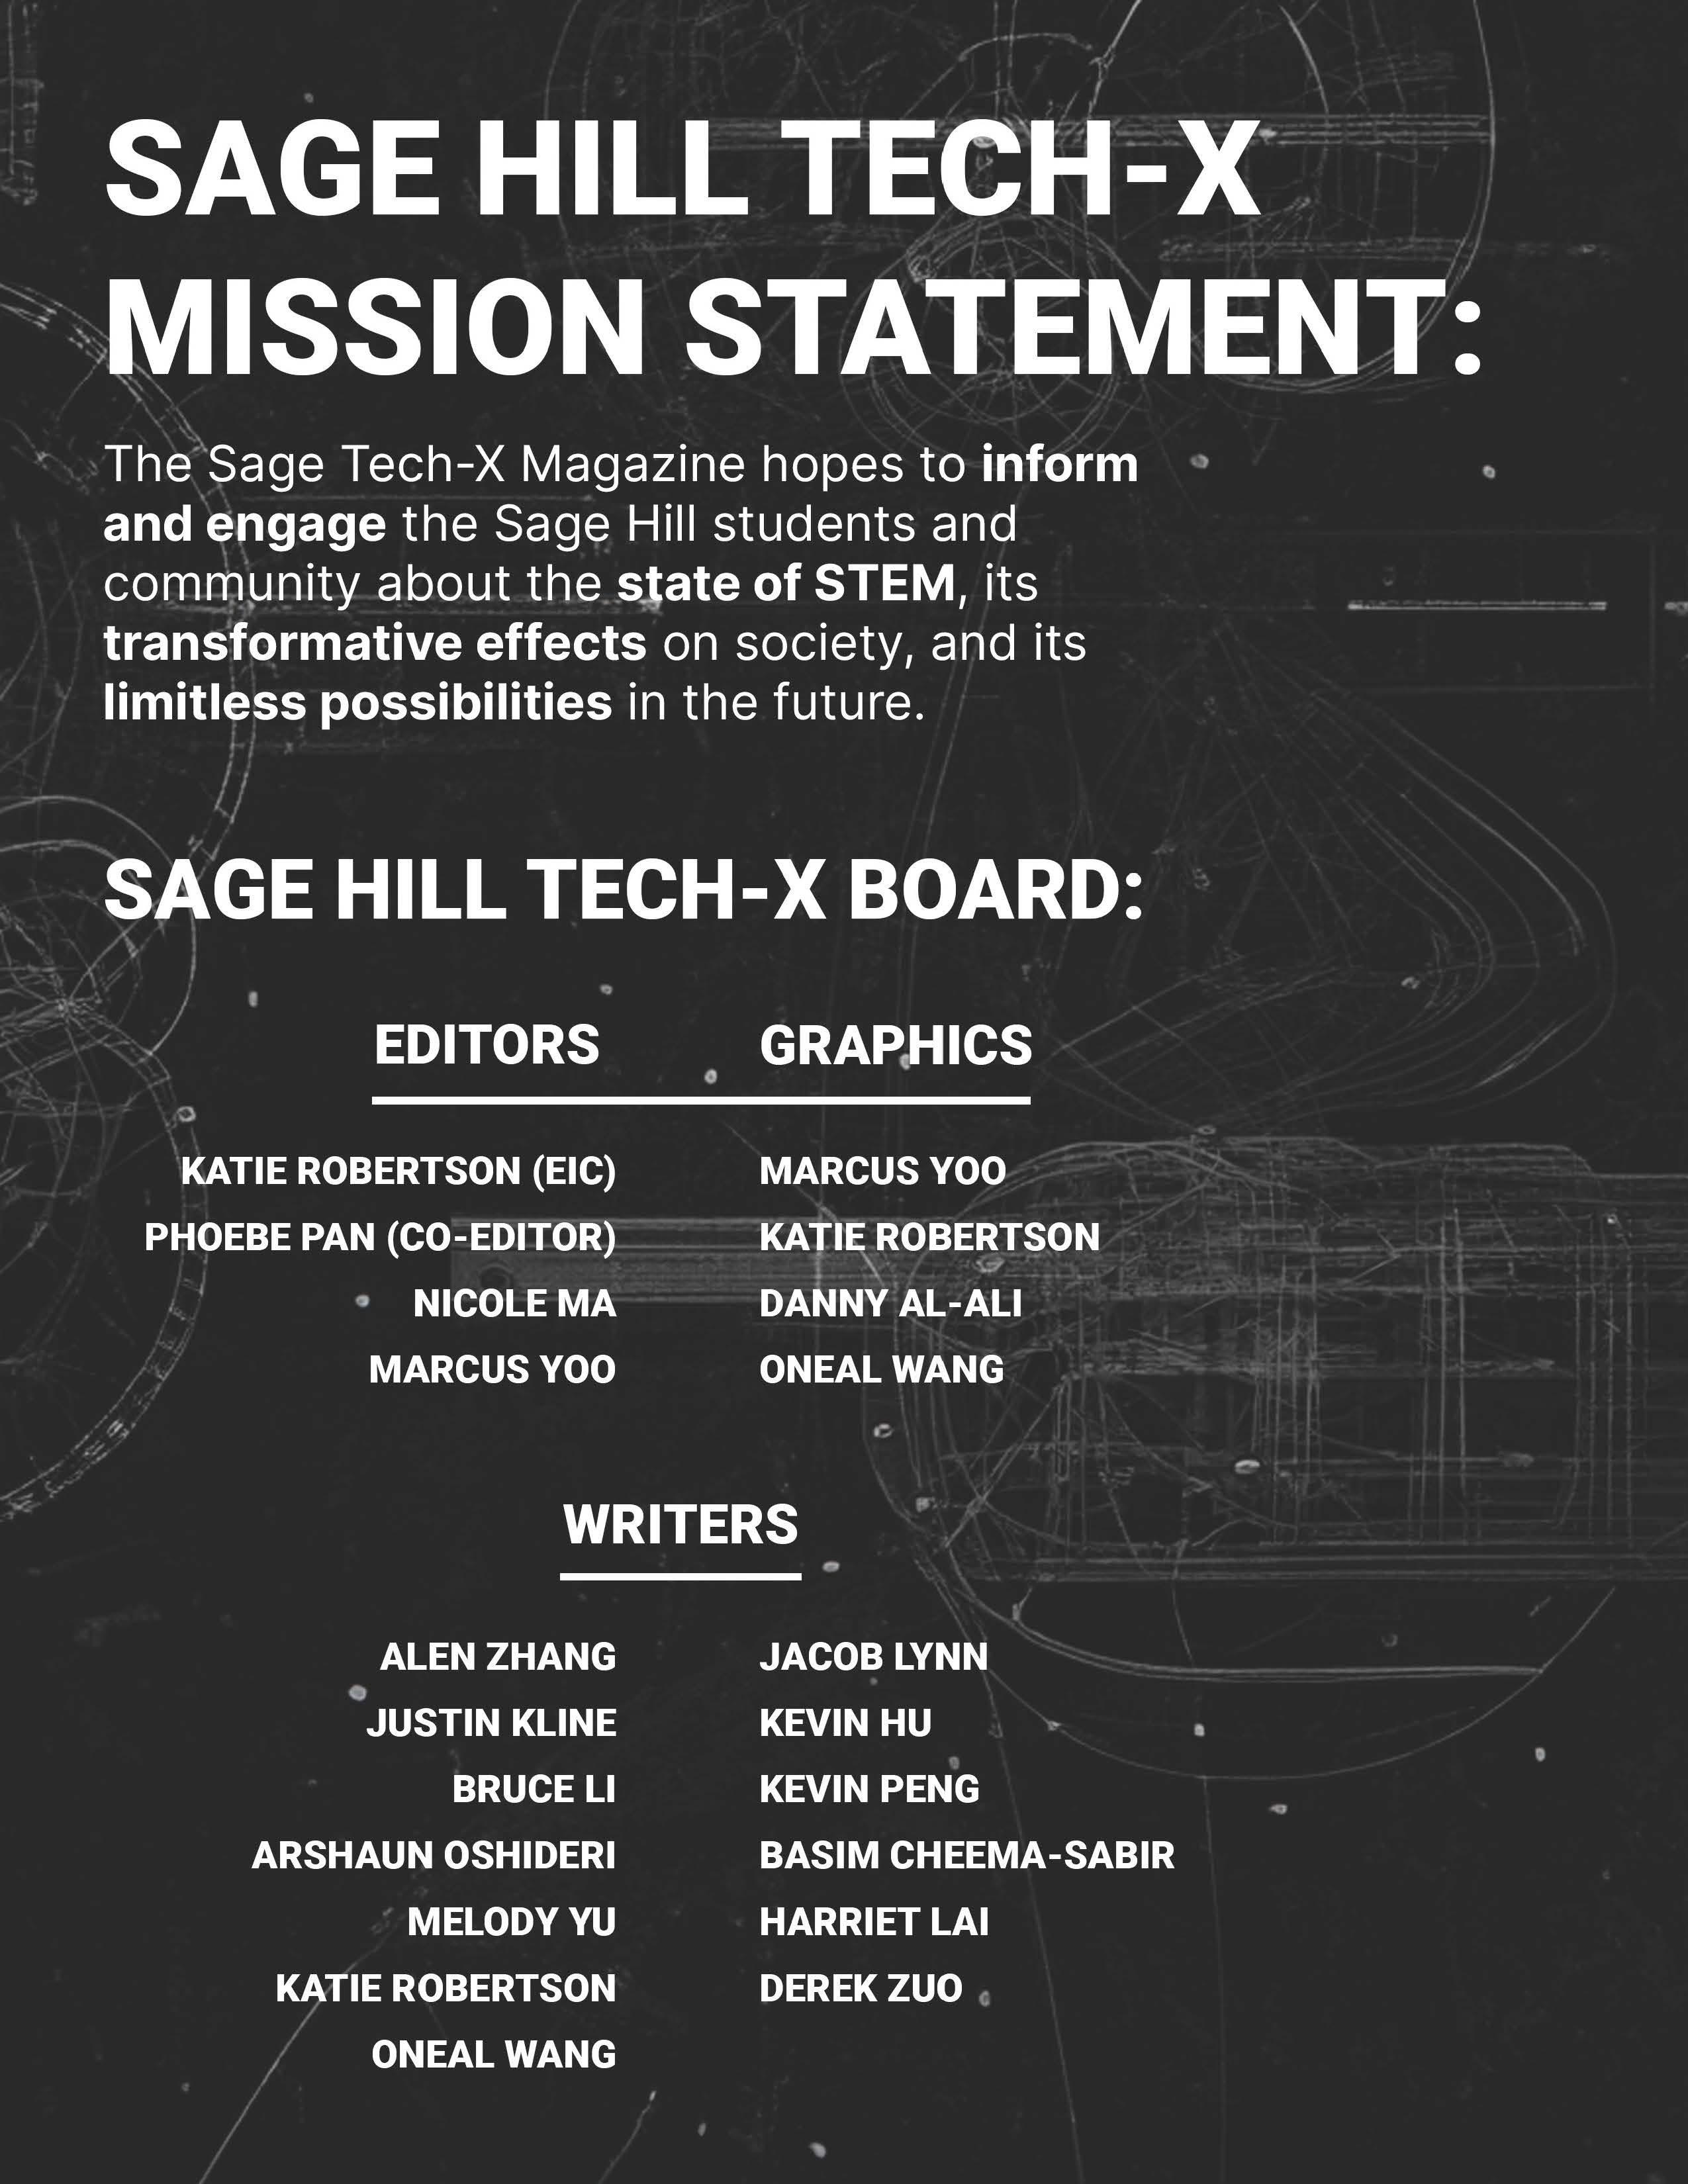 SAGE HILL TECH-X
MISSION STATEMENT:
The Sage Tech-X Magazine hopes to inform
and engage the Sage Hill students and
community about the state of STEM, its
transformative effects on society, and its
limitless possibilities in the future.
SAGE HILL TECH-X BOARD:
EDITORS
KATIE ROBERTSON (EIC)
PHOEBE PAN (CO-EDITOR)
NICOLE MA
MARCUS YOO
GRAPHICS
MARCUS YOO
KATIE ROBERTSON
DANNY AL-ALI
ONEAL WANG
WRITERS
ALEN ZHANG
JUSTIN KLINE
BRUCE LI
ARSHAUN OSHIDERI
MELODY YU
KATIE ROBERTSON
ONEAL WANG
JACOB LYNN
KEVIN HU
KEVIN PENG
BASIM CHEEMA-SABIR
HARRIET LAI
DEREK ZUO